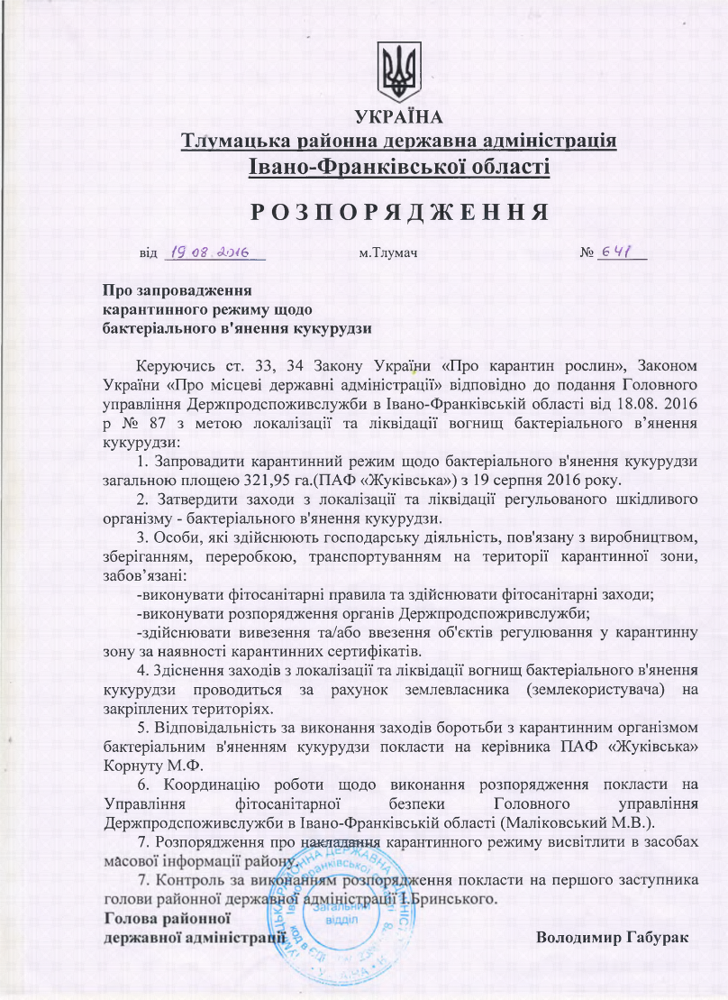 УКРАЇНА
Тлумацька районна державна адміністрація
Івано-Франківської області
Р О З П О Р Я Д Ж Е Н Н Я
від 19.08.2016 м.Тлумач № 641
Про запровадження
карантинного режиму щодо
бактеріального в'янення кукурудзи
Керуючись ст. 33, 34 Закону України «Про карантин рослин», Законом
України «Про місцеві державні адміністрації» відповідно до подання Головного
управління Держпродспоживслужби в Івано-Франківській області від 18.08. 2016
р № 87 з метою локалізації та ліквідації вогнищ бактеріального в’янення
кукурудзи:
1. Запровадити карантинний режим щодо бактеріального в'янення кукурудзи
загальною площею 321,95 га.(ПАФ «Жуківська») з 19 серпня 2016 року.
2. Затвердити заходи з локалізації та ліквідації регульованого шкідливого
організму - бактеріального в'янення кукурудзи.
3. Особи, які здійснюють господарську діяльність, пов'язану з виробництвом,
зберіганням, переробкою, транспортуванням на території карантинної зони,
забов’язані:
-виконувати фітосанітарні правила та здійснювати фітосанітарні заходи;
-виконувати розпорядження органів Держпродспожривслужби;
-здійснювати вивезення та/або ввезення об'єктів регулювання у карантинну
зону за наявності карантинних сертифікатів.
4. Здіснення заходів з локалізації та ліквідації вогнищ бактеріального в'янення
кукурудзи проводиться за рахунок землевласника (землекористувача) на
закріплених територіях.
5. Відповідальність за виконання заходів боротьби з карантинним організмом
бактеріальним в'яненням кукурудзи покласти на керівника ПАФ «Жуківська»
Корнуту М.Ф.
6. Координацію роботи щодо виконання розпорядження покласти на
Управління фітосанітарної безпеки Головного управління
Держпродспоживслужби в Івано-Франківській області (Маліковський М.В.).
7. Розпорядження про накладання карантинного режиму висвітлити в засобах
масової інформації району.
7. Контроль за виконанням розпорядження покласти на першого заступника
голови районної державної адміністрації І.Бринського.
Голова районної
державної адміністрації Володимир Габурак
РАЙОННА ДЕРЖАВНА
Івано-Франківської
Загальний
відділ